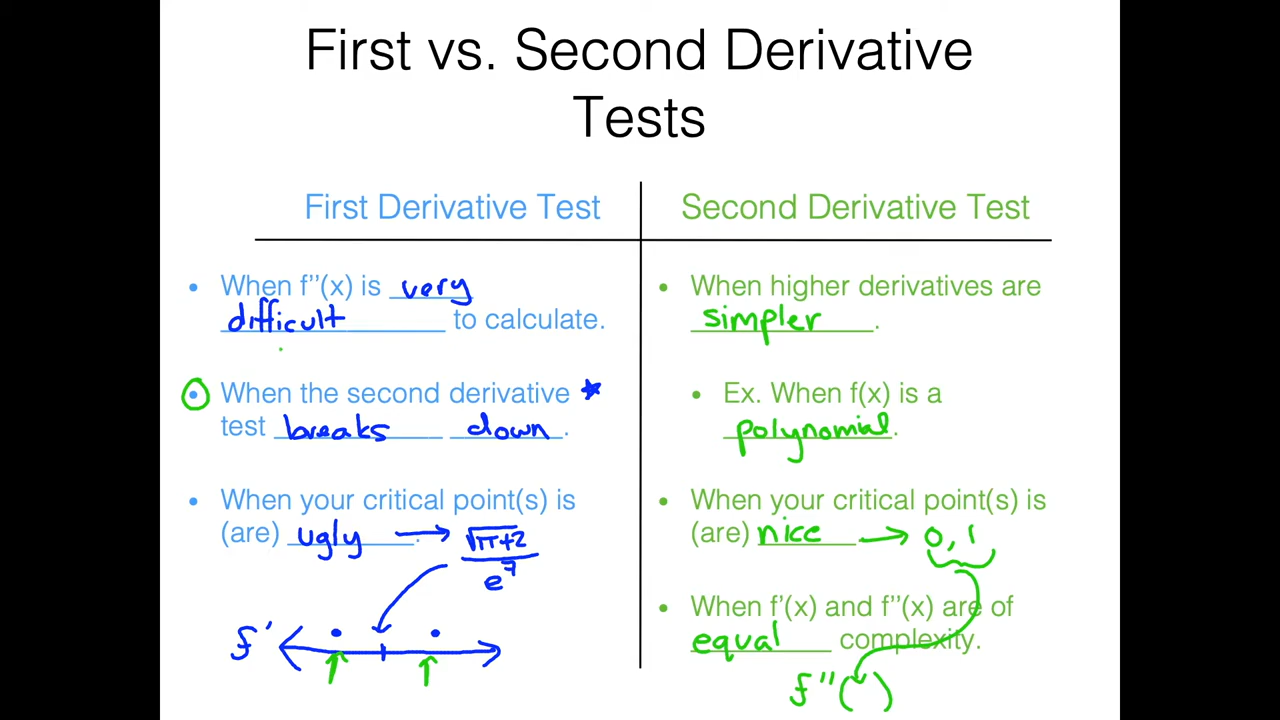 First vs. Second Derivative
Tests
First Derivative Test
• When f''(x) is very
difficult to calculate.
• When the second derivative ★
test breaks down.
• When your critical point(s) is
(are) ugly. → √π+2 / e^7
f'
Second Derivative Test
• When higher derivatives are
simpler.
• Ex. When f(x) is a
polynomial.
• When your critical point(s) is
(are) nice → 0, 1
• When f'(x) and f''(x) are of
equal complexity.
f''( )